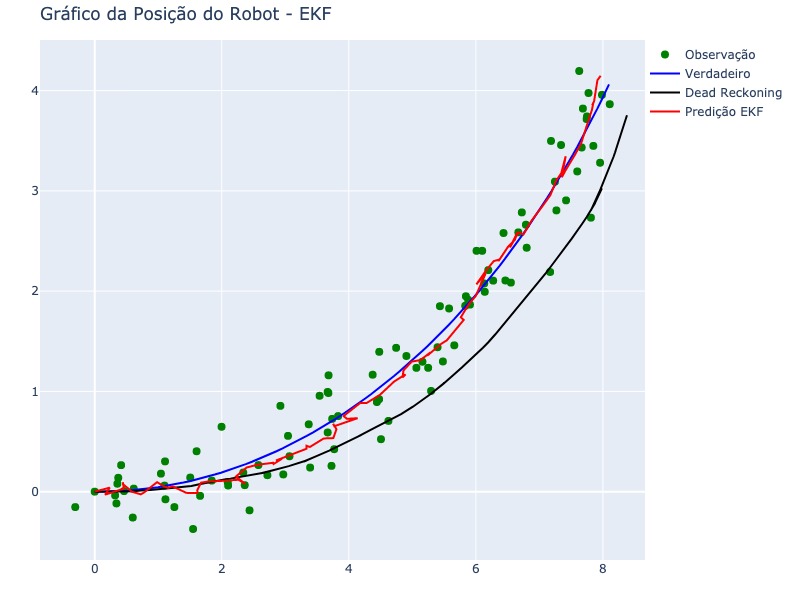 Gráfico da Posição do Robot - EKF
Observação
Verdadeiro
Dead Reckoning
Predição EKF
4
3
2
1
0
0 2 4 6 8